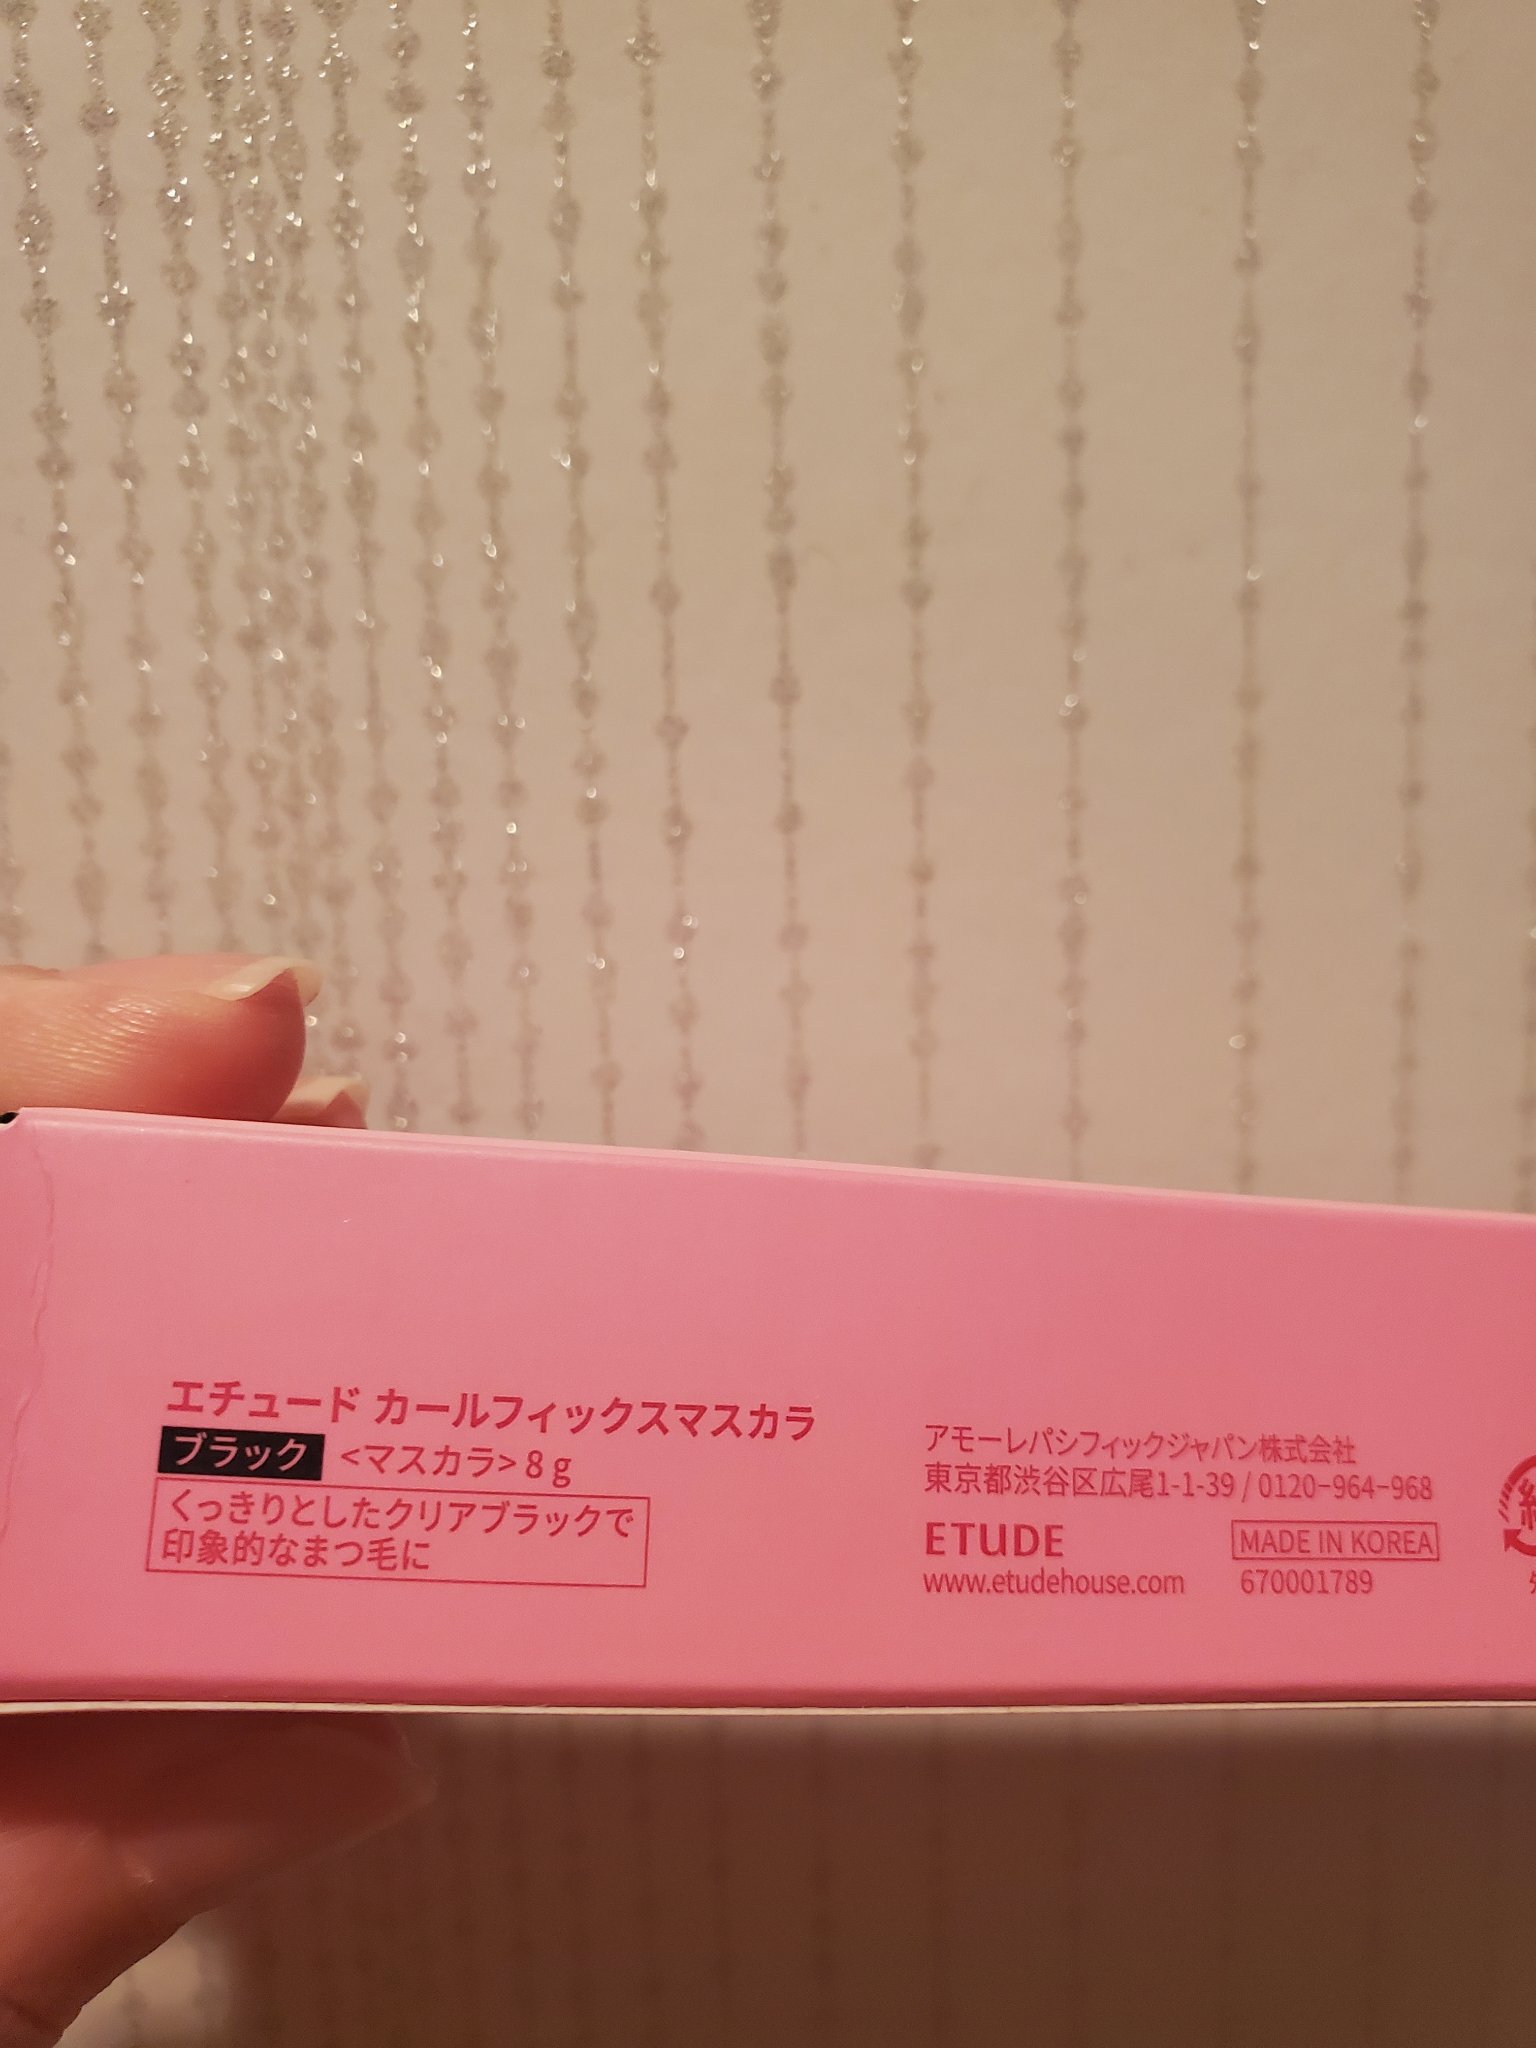 エチュード カールフィックスマスカラ
ブラック <マスカラ> 8 g
くっきりとしたクリアブラックで
印象的なまつ毛に
アモーレパシフィックジャパン株式会社
東京都渋谷区広尾1-1-39 / 0120-964-968
ETUDE
MADE IN KOREA
www.etudehouse.com
670001789